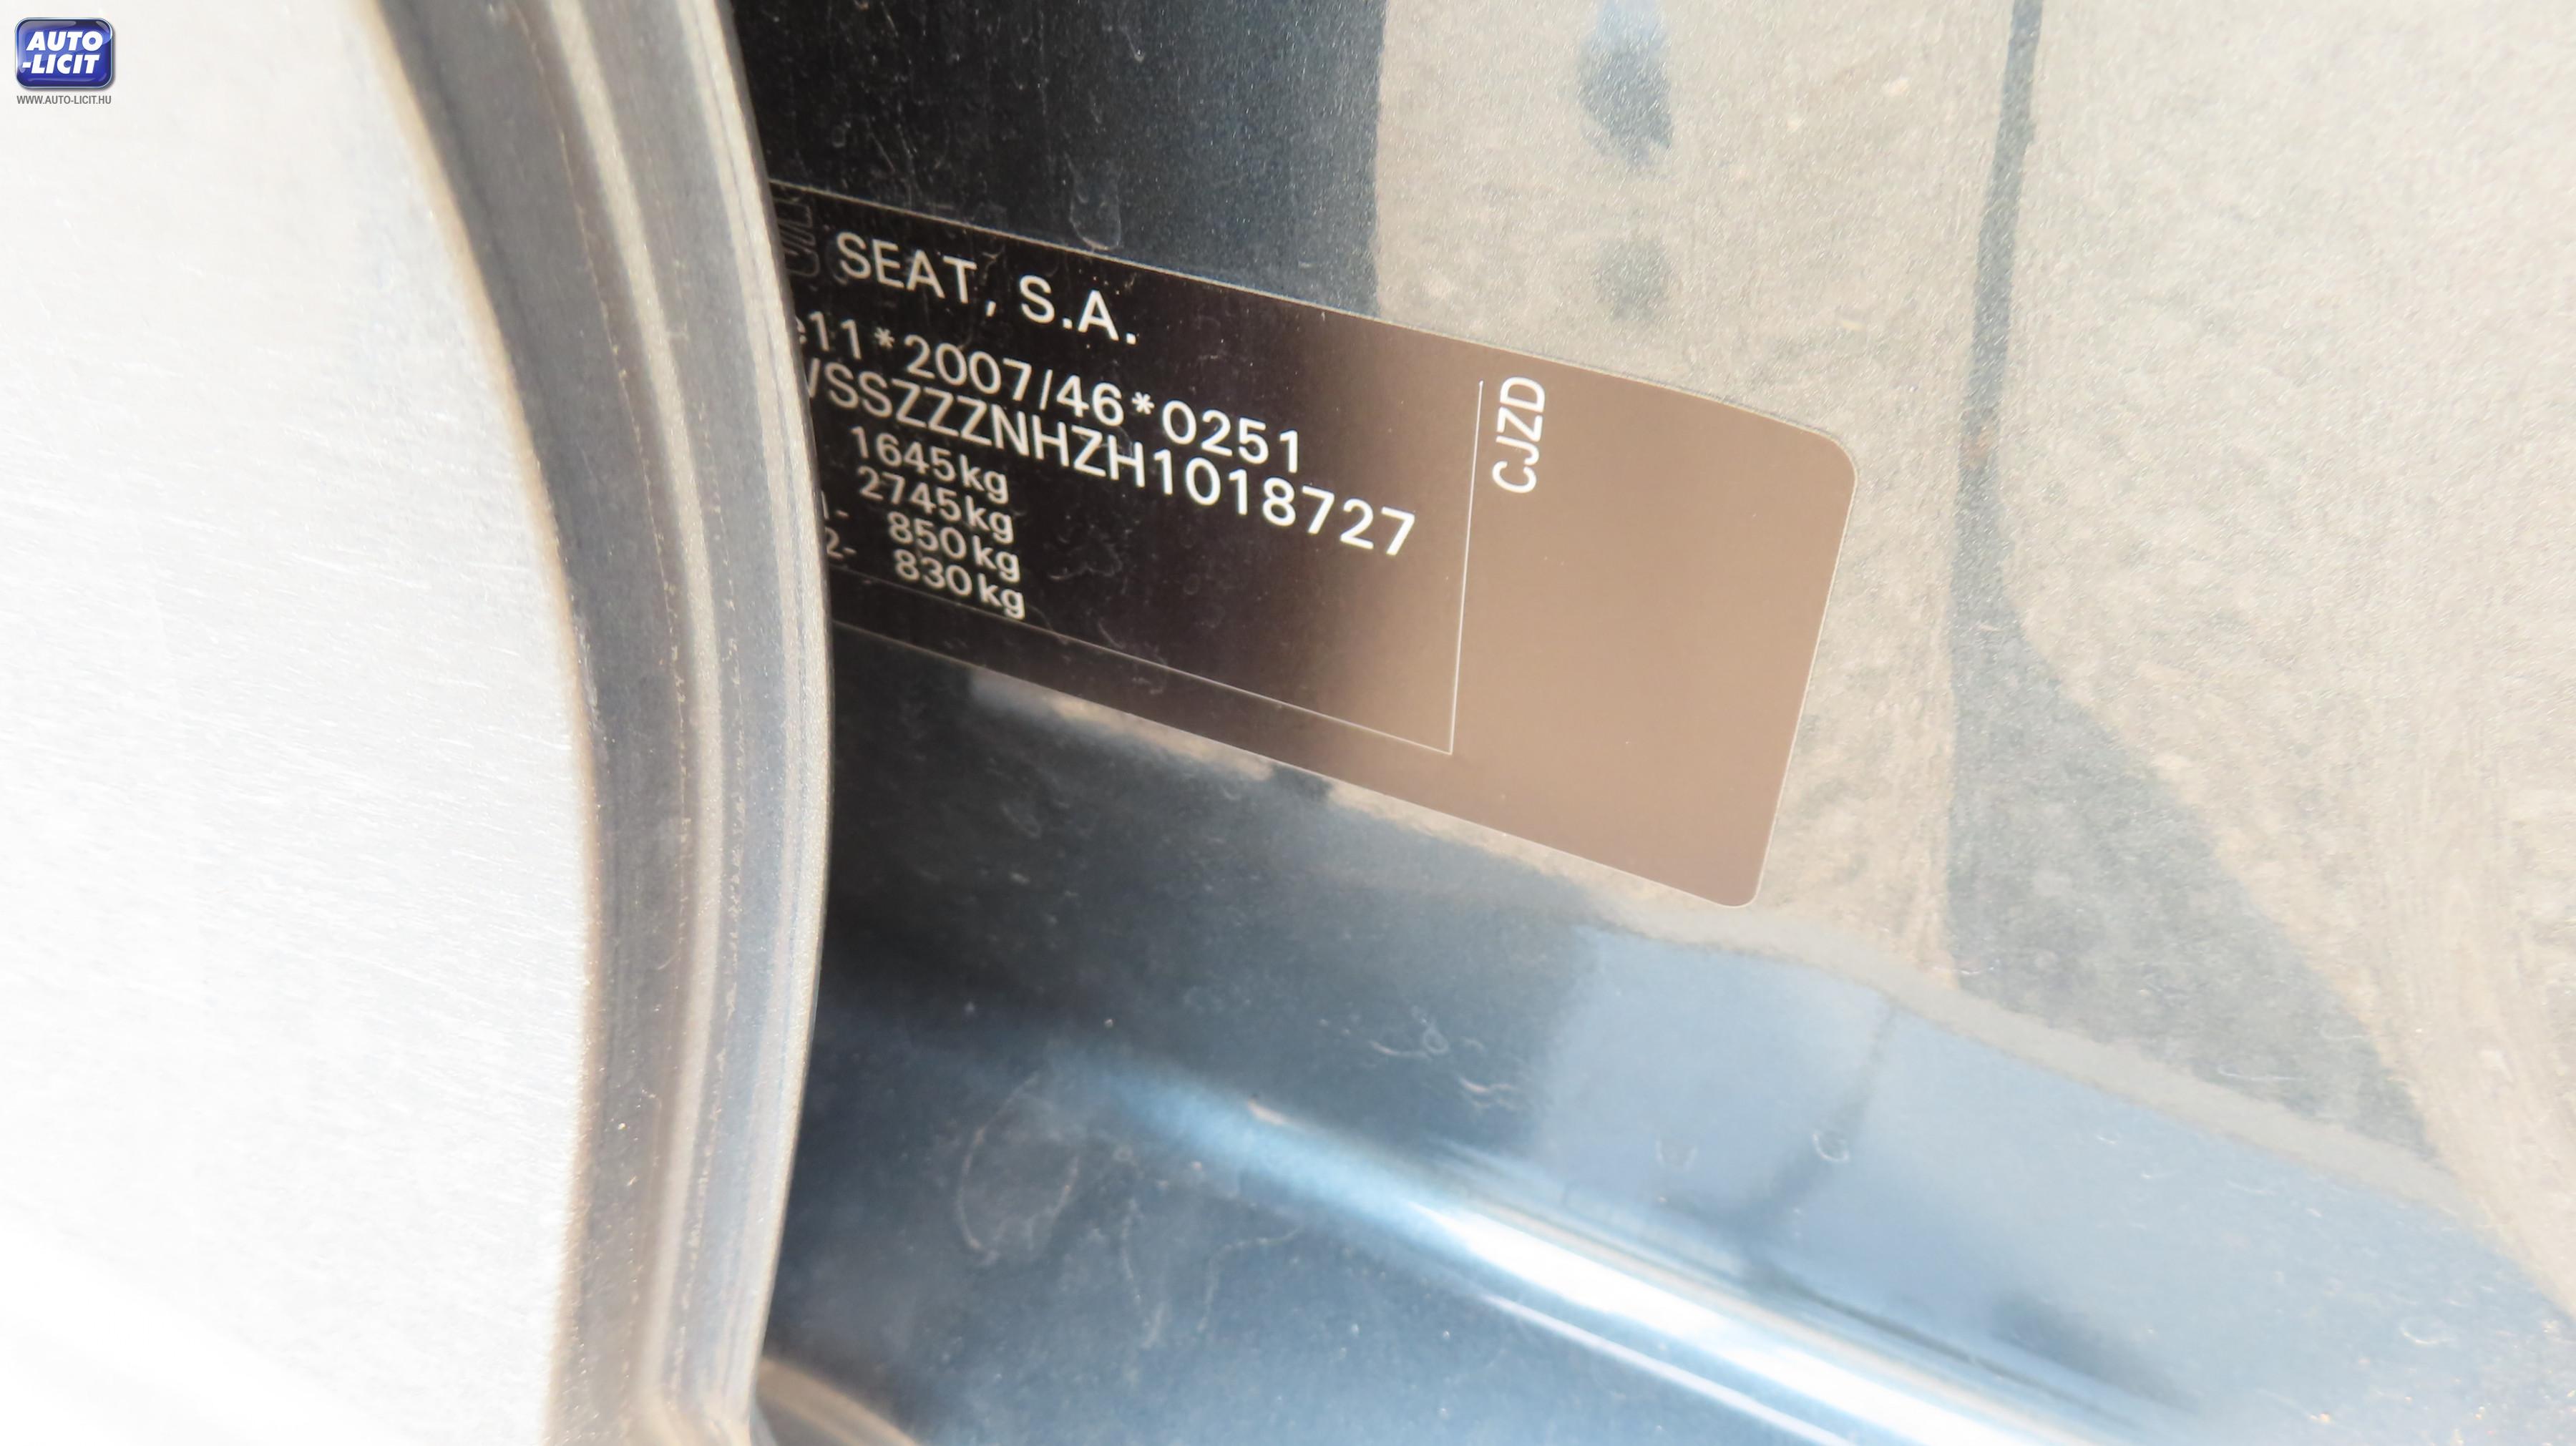 AUTO
-LICIT
WWW.AUTO-LICIT.HU
SEAT, S.A.
e11*2007/46*0251
VSSZZZNHZH1018727
1645kg
2745kg
1- 850kg
2- 830kg
CJZD